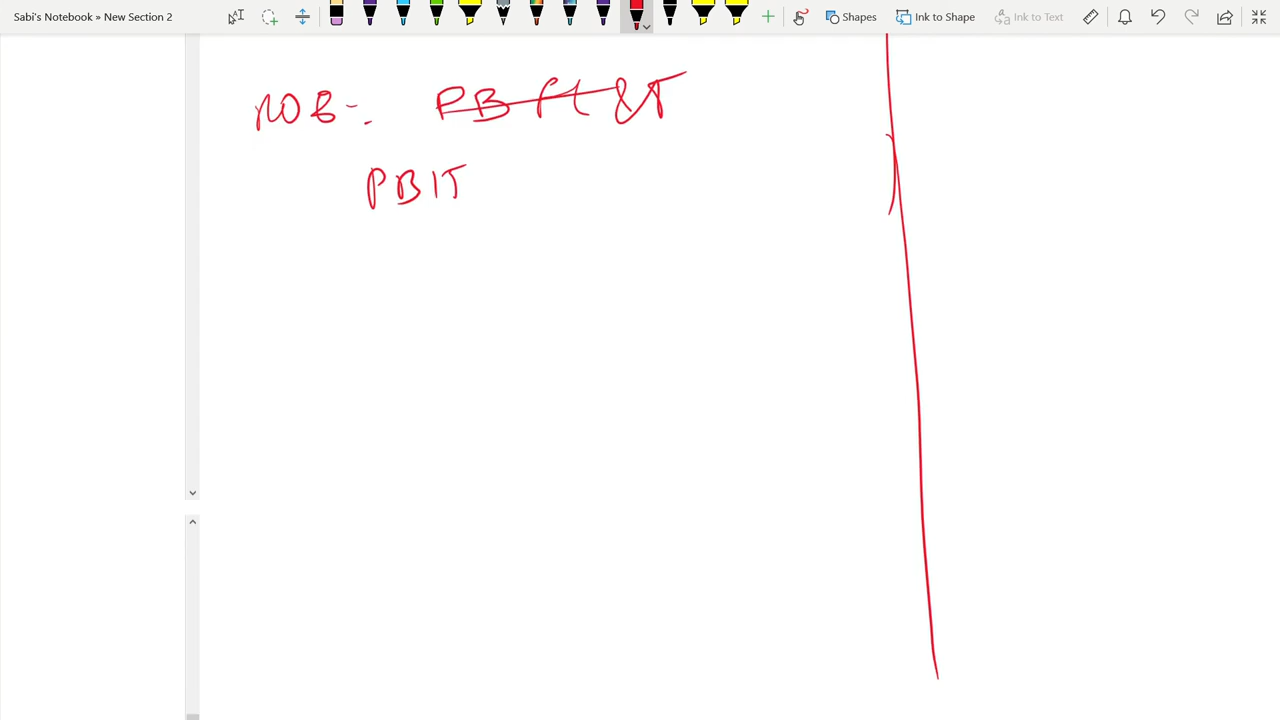 Sabi's Notebook » New Section 2
Shapes
Ink to Shape
Ink to Text
NOB-:
PBIT